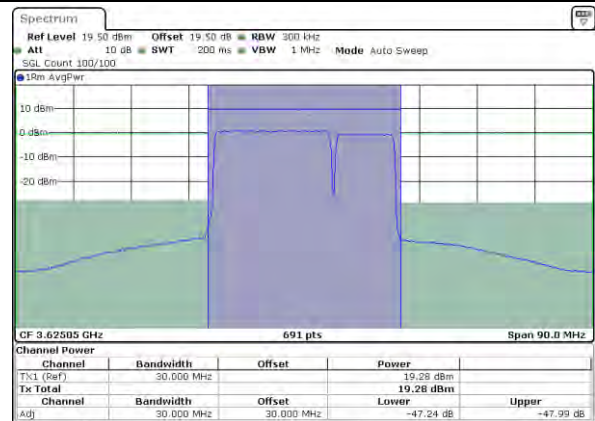 Spectrum
Ref Level 19.50 dBm Offset 19.50 dB RBW 300 kHz
Att 10 dB SWT 200 ms VBW 1 MHz Mode Auto Sweep
SGL Count 100/100
1Rm AvgPwr
10 dBm
0 dBm
-10 dBm
-20 dBm
CF 3.62505 GHz 691 pts Span 90.0 MHz
Channel Power
Channel Bandwidth Offset Power
TX1 (Ref) 30.000 MHz 19.28 dBm
Tx Total 19.28 dBm
Channel Bandwidth Offset Lower Upper
Adj 30.000 MHz 30.000 MHz -47.24 dB -47.99 dB